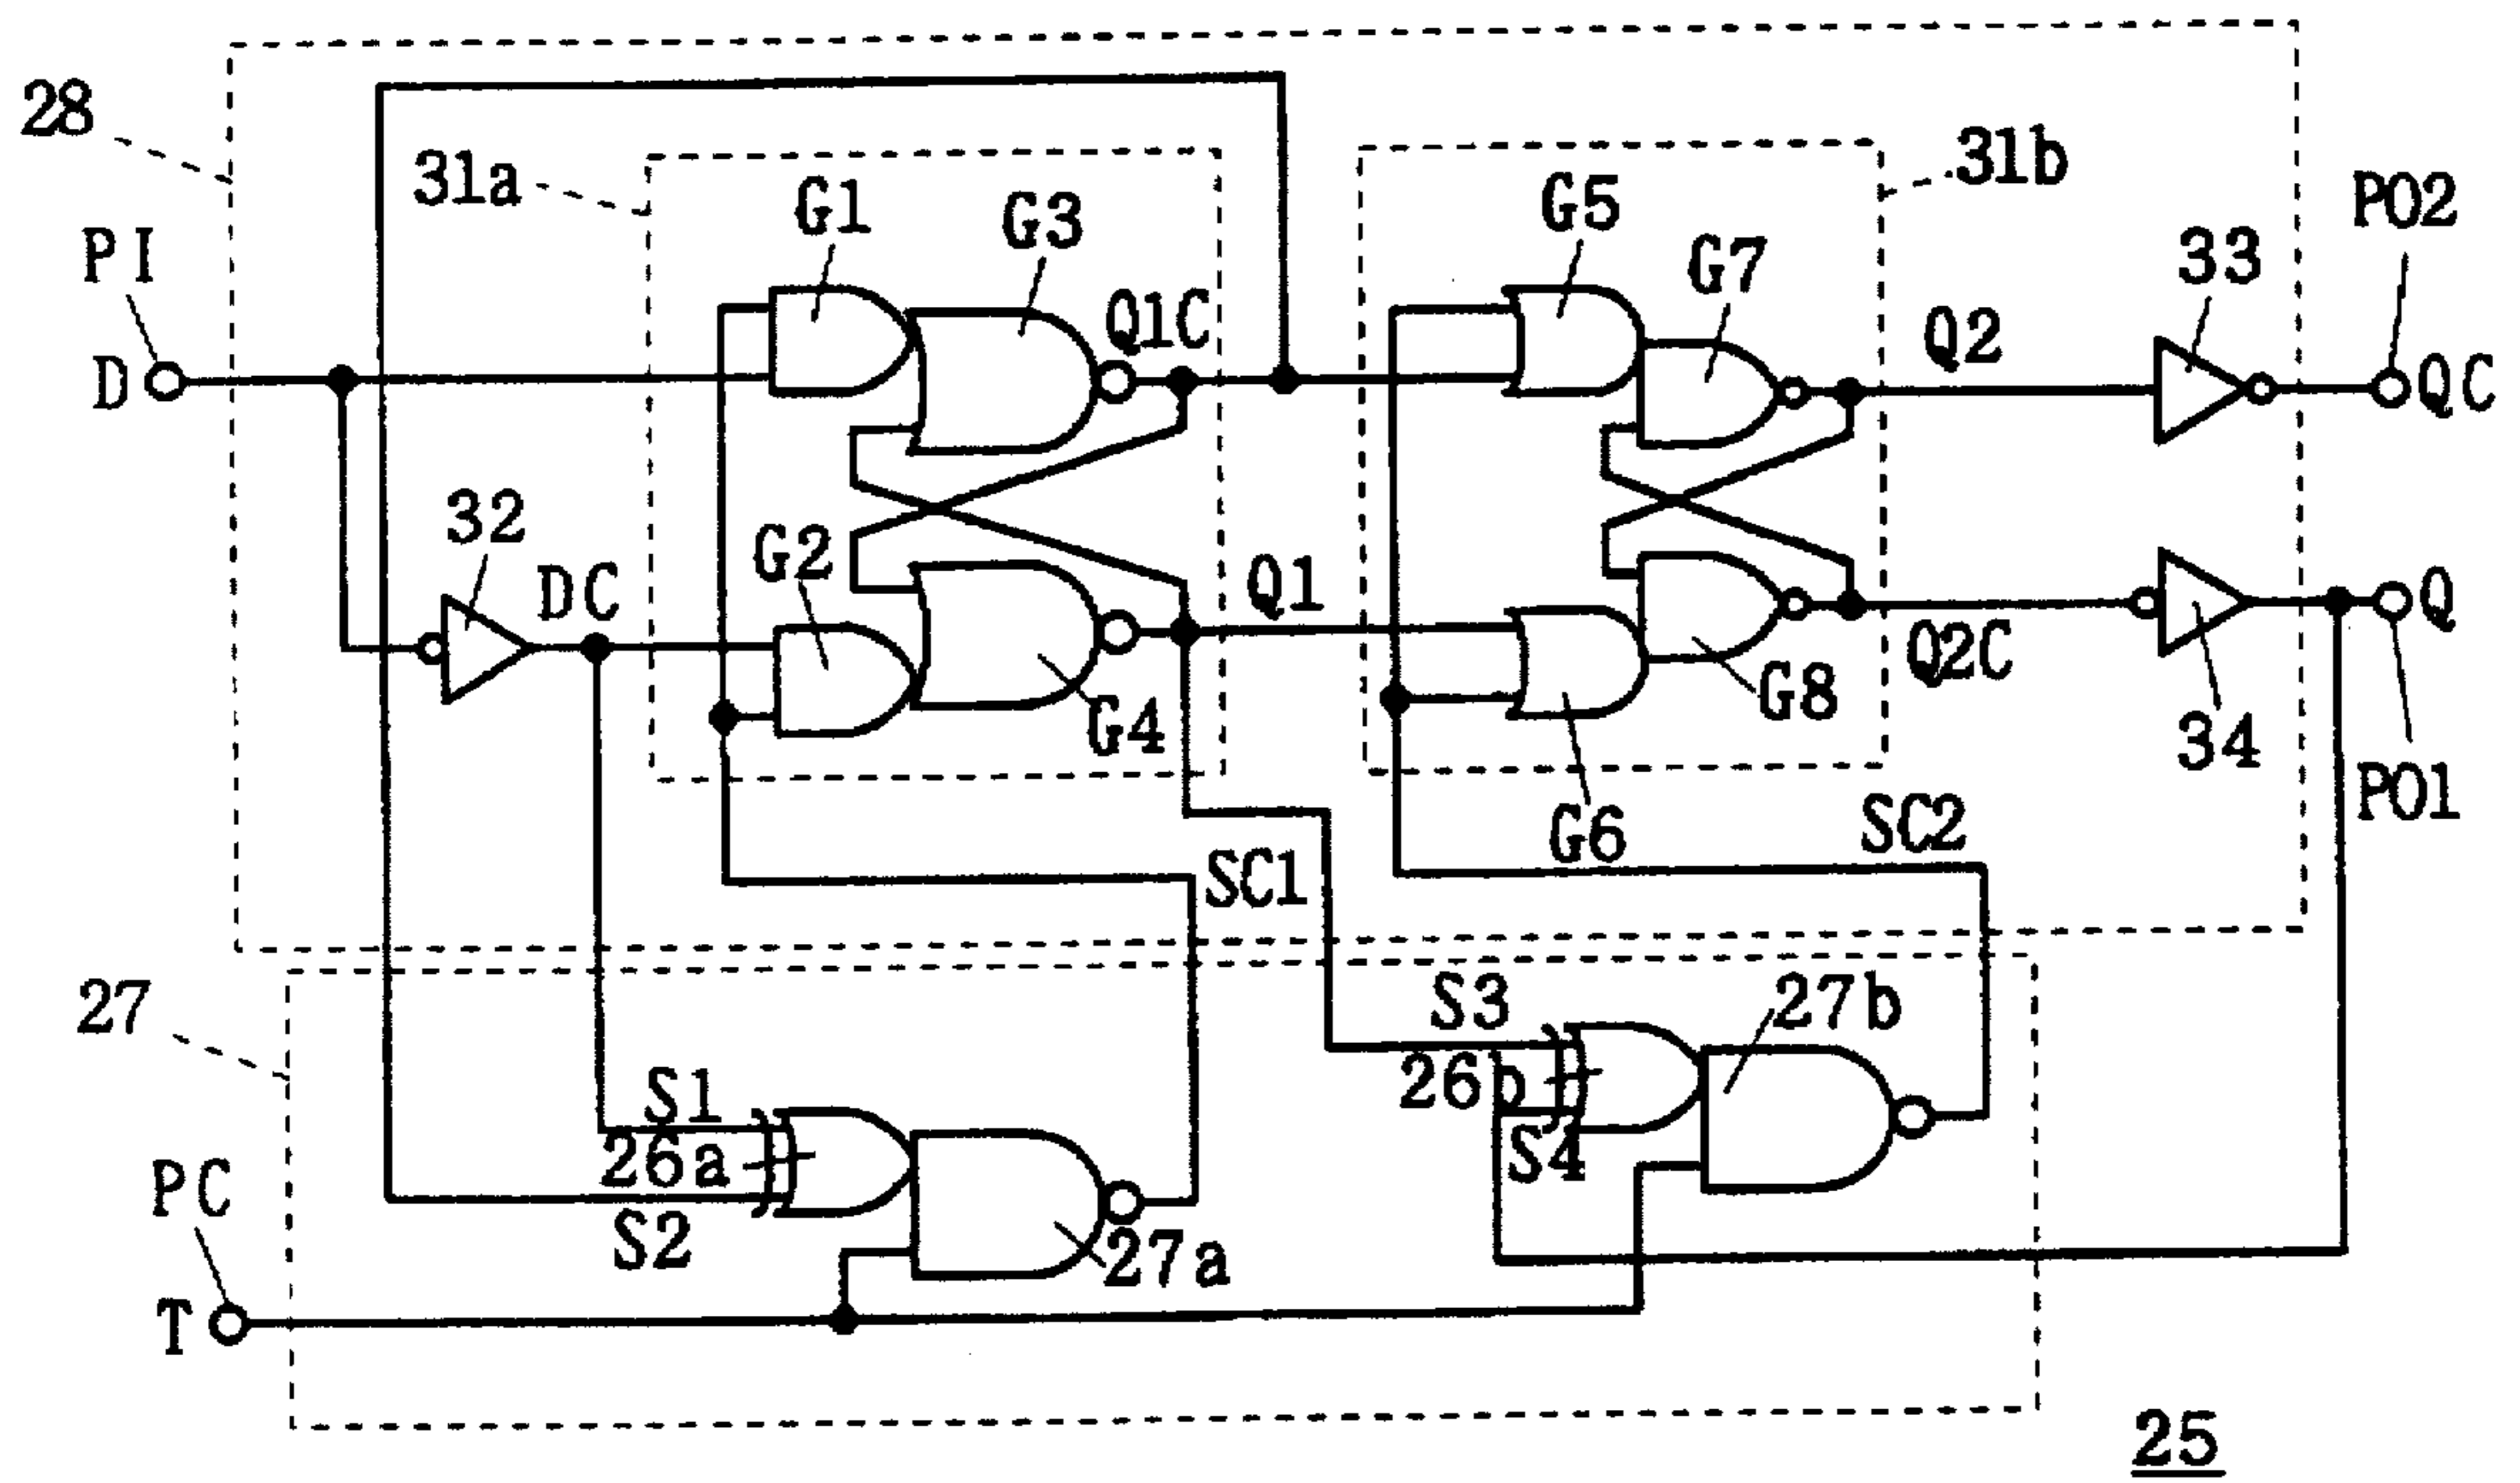 28
31a
G1
G3
G5
31b
PO2
PI
G7
33
Q1C
Q2
D
QC
32
G2
DC
Q1
Q
Q2C
G8
G4
34
PO1
G6
SC2
SC1
27
S3
27b
26b
S1
S4
26a
PC
S2
27a
T
25